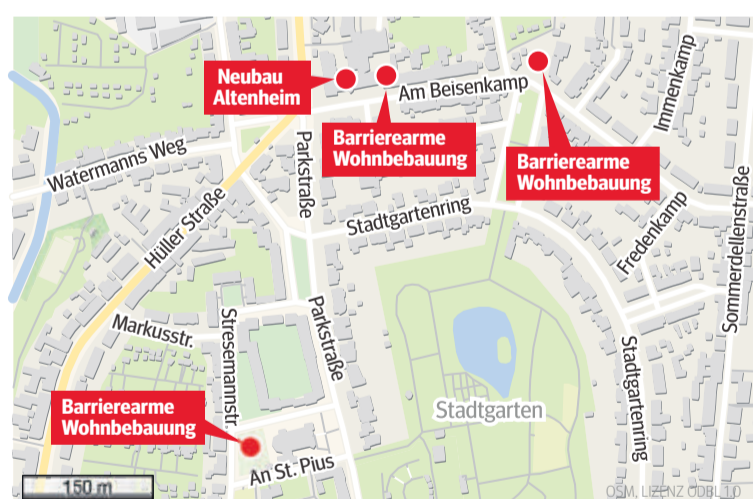 Neubau
Altenheim
Am Beisenkamp
Immenkamp
Barrierearme
Wohnbebauung
Barrierearme
Wohnbebauung
Watermanns Weg
Parkstraße
Hüller Straße
Stadtgartenring
Fredenkamp
Sommerdellenstraße
Markusstr.
Stresemannstr.
Parkstraße
Stadtgartenring
Barrierearme
Wohnbebauung
Stadtgarten
An St. Pius
150 m
OSM, LIZENZ ODBL 1.0